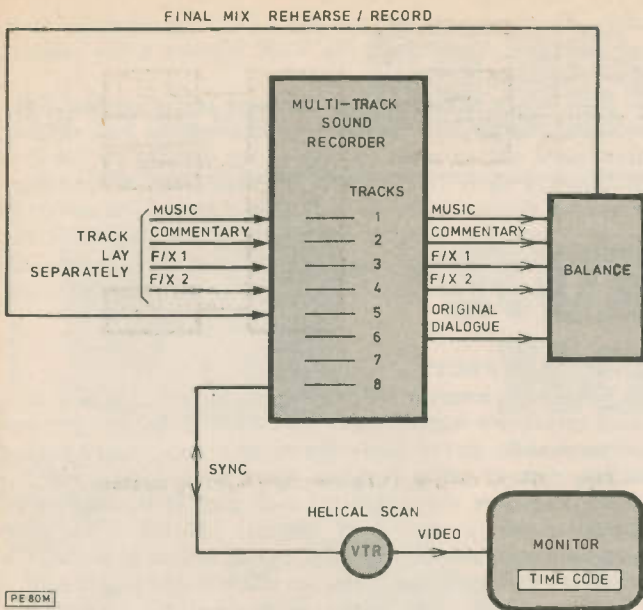 FINAL MIX REHEARSE / RECORD
MULTI-TRACK
SOUND
RECORDER
TRACKS
TRACK
LAY
SEPARATELY
MUSIC
COMMENTARY
F/X 1
F/X 2
1
2
3
4
5
6
7
8
MUSIC
COMMENTARY
F/X 1
F/X 2
ORIGINAL
DIALOGUE
BALANCE
SYNC
HELICAL SCAN
VTR
VIDEO
MONITOR
TIME CODE
PE80M